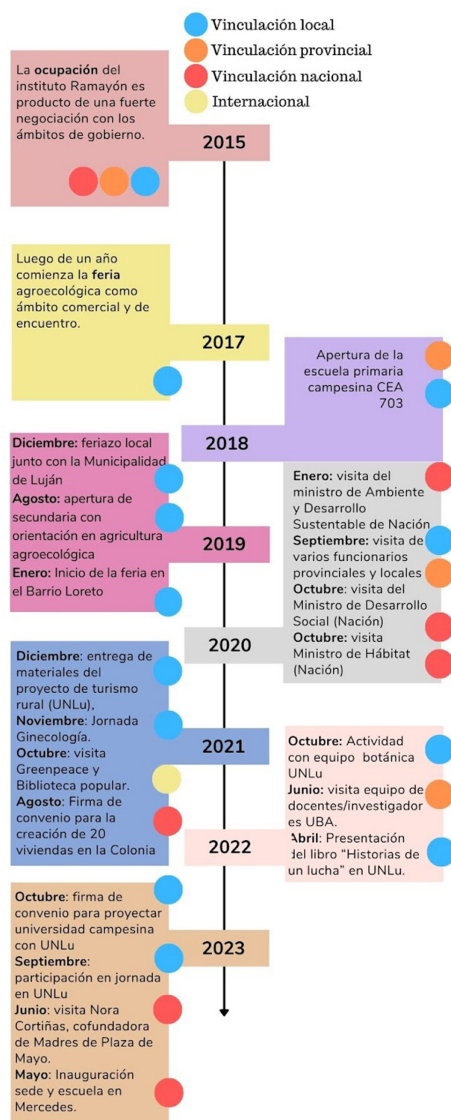 Vinculación local
Vinculación provincial
Vinculación nacional
Internacional
La ocupación del
instituto Ramayón es
producto de una fuerte
negociación con los
ámbitos de gobierno.
2015
Luego de un año
comienza la feria
agroecológica como
ámbito comercial y de
encuentro.
2017
Apertura de la
escuela primaria
campesina CEA
703
2018
Diciembre: feriazo local
junto con la Municipalidad
de Luján
Agosto: apertura de
secundaria con
orientación en agricultura
agroecológica
Enero: Inicio de la feria en
el Barrio Loreto
2019
Enero: visita del
ministro de Ambiente
y Desarrollo
Sustentable de Nación
Septiembre: visita de
varios funcionarios
provinciales y locales
Octubre: visita del
Ministro de Desarrollo
Social (Nación)
Octubre: visita
Ministro de Hábitat
(Nación)
2020
Diciembre: entrega de
materiales del
proyecto de turismo
rural (UNLu),
Noviembre: Jornada
Ginecología.
Octubre: visita
Greenpeace y
Biblioteca popular.
Agosto: Firma de
convenio para la
creación de 20
viviendas en la Colonia
2021
Octubre: Actividad
con equipo botánica
UNLu
Junio: visita equipo de
docentes/investigador
es UBA.
Abril: Presentación
del libro “Historias de
un lucha” en UNLu.
2022
Octubre: firma de
convenio para proyectar
universidad campesina
con UNLu
Septiembre:
participación en jornada
en UNLu
Junio: visita Nora
Cortiñas, cofundadora
de Madres de Plaza de
Mayo.
Mayo: Inauguración
sede y escuela en
Mercedes.
2023